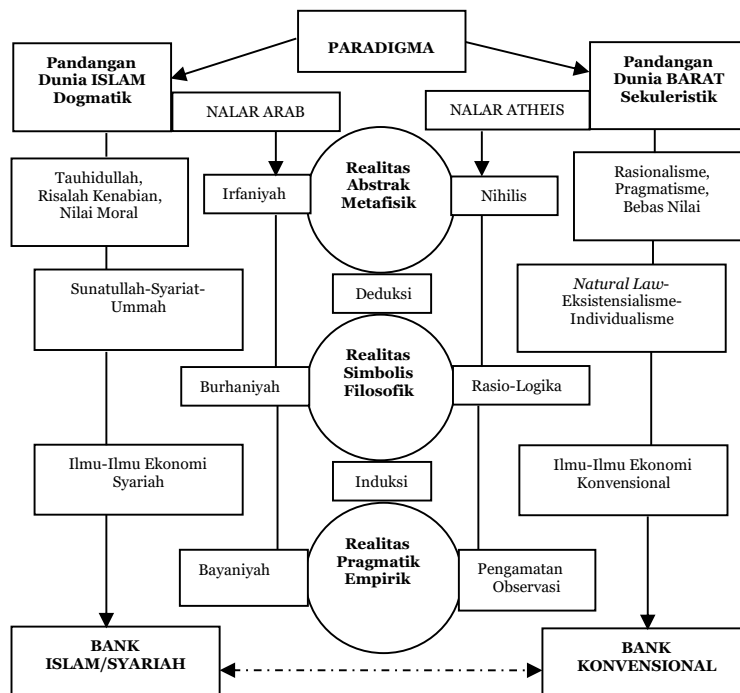 PARADIGMA
Pandangan
Dunia ISLAM
Dogmatik
Pandangan
Dunia BARAT
Sekuleristik
NALAR ARAB
NALAR ATHEIS
Tauhidullah,
Risalah Kenabian,
Nilai Moral
Irfaniyah
Realitas
Abstrak
Metafisik
Nihilis
Rasionalisme,
Pragmatisme,
Bebas Nilai
Sunatullah-Syariat-
Ummah
Deduksi
Natural Law-
Eksistensialisme-
Individualisme
Burhaniyah
Realitas
Simbolis
Filosofik
Rasio-Logika
Ilmu-Ilmu Ekonomi
Syariah
Induksi
Ilmu-Ilmu Ekonomi
Konvensional
Bayaniyah
Realitas
Pragmatik
Empirik
Pengamatan
Observasi
BANK
ISLAM/SYARIAH
BANK
KONVENSIONAL